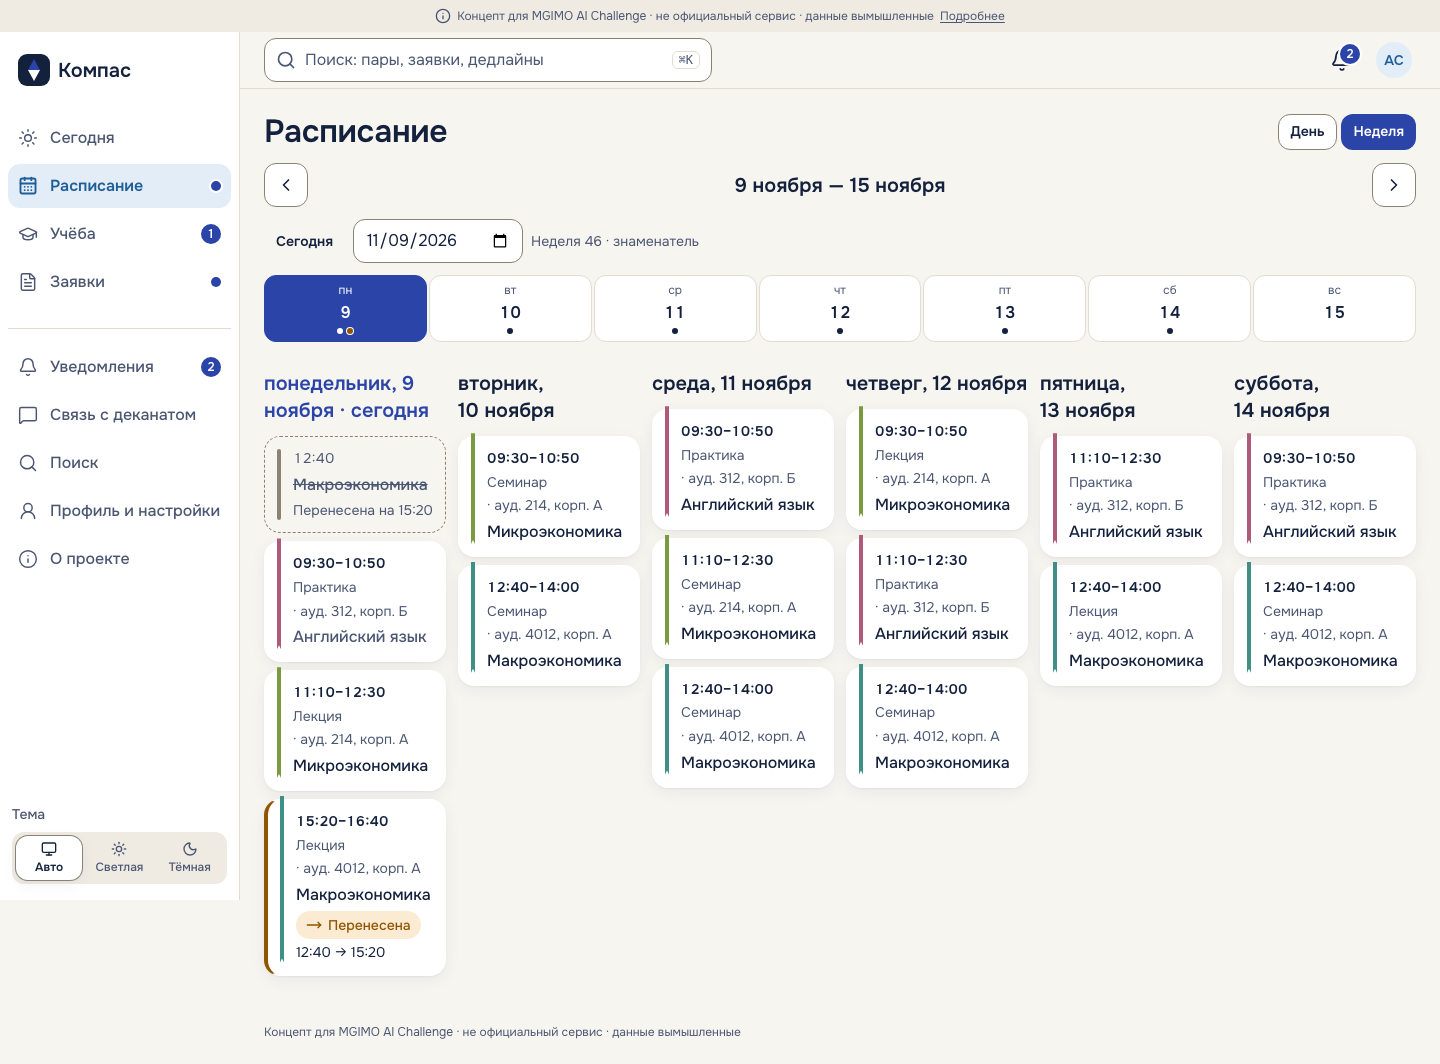 Концепт для MGIMO AI Challenge · не официальный сервис · данные вымышленные Подробнее
Компас
Поиск: пары, заявки, дедлайны
⌘K
2
АС
Сегодня
Расписание
Учёба
1
Заявки
Уведомления
2
Связь с деканатом
Поиск
Профиль и настройки
О проекте
Тема
Авто
Светлая
Тёмная
Расписание
День
Неделя
9 ноября — 15 ноября
Сегодня
11/09/2026
Неделя 46 · знаменатель
пн
9
вт
10
ср
11
чт
12
пт
13
сб
14
вс
15
понедельник, 9
ноября · сегодня
12:40
Макроэкономика
Перенесена на 15:20
09:30–10:50
Практика
· ауд. 312, корп. Б
Английский язык
11:10–12:30
Лекция
· ауд. 214, корп. А
Микроэкономика
15:20–16:40
Лекция
· ауд. 4012, корп. А
Макроэкономика
→ Перенесена
12:40 → 15:20
вторник,
10 ноября
09:30–10:50
Семинар
· ауд. 214, корп. А
Микроэкономика
12:40–14:00
Семинар
· ауд. 4012, корп. А
Макроэкономика
среда, 11 ноября
09:30–10:50
Практика
· ауд. 312, корп. Б
Английский язык
11:10–12:30
Семинар
· ауд. 214, корп. А
Микроэкономика
12:40–14:00
Семинар
· ауд. 4012, корп. А
Макроэкономика
четверг, 12 ноября
09:30–10:50
Лекция
· ауд. 214, корп. А
Микроэкономика
11:10–12:30
Практика
· ауд. 312, корп. Б
Английский язык
12:40–14:00
Семинар
· ауд. 4012, корп. А
Макроэкономика
пятница,
13 ноября
11:10–12:30
Практика
· ауд. 312, корп. Б
Английский язык
12:40–14:00
Лекция
· ауд. 4012, корп. А
Макроэкономика
суббота,
14 ноября
09:30–10:50
Практика
· ауд. 312, корп. Б
Английский язык
12:40–14:00
Семинар
· ауд. 4012, корп. А
Макроэкономика
Концепт для MGIMO AI Challenge · не официальный сервис · данные вымышленные